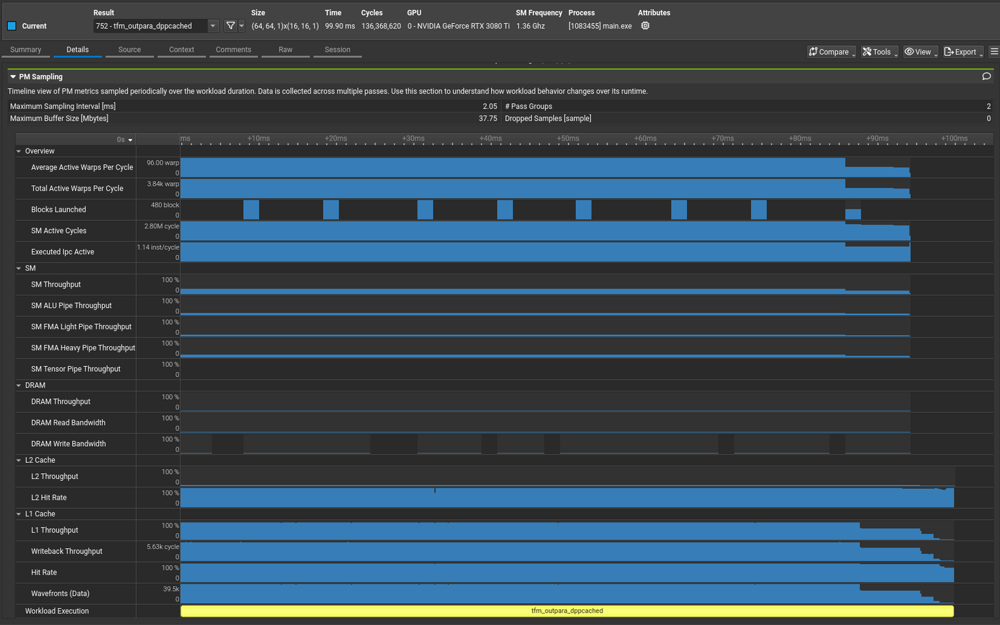 Result Size Time Cycles GPU SM Frequency Process Attributes
Current 752 - tfm_outpara_dppcached (64, 64, 1)x(16, 16, 1) 99.90 ms 136,368,620 0 - NVIDIA GeForce RTX 3080 Ti 1.36 Ghz [1083455] main.exe
Summary Details Source Context Comments Raw Session Compare Tools View Export
PM Sampling
Timeline view of PM metrics sampled periodically over the workload duration. Data is collected across multiple passes. Use this section to understand how workload behavior changes over its runtime.
Maximum Sampling Interval [ms] 2.05 # Pass Groups 2
Maximum Buffer Size [Mbytes] 37.75 Dropped Samples [sample] 0
0s ms +10ms +20ms +30ms +40ms +50ms +60ms +70ms +80ms +90ms +100ms
Overview
Average Active Warps Per Cycle 96.00 warp 0
Total Active Warps Per Cycle 3.84k warp 0
Blocks Launched 480 block 0
SM Active Cycles 2.80M cycle 0
Executed Ipc Active 1.14 inst/cycle 0
SM
SM Throughput 100 % 0
SM ALU Pipe Throughput 100 % 0
SM FMA Light Pipe Throughput 100 % 0
SM FMA Heavy Pipe Throughput 100 % 0
SM Tensor Pipe Throughput 100 % 0
DRAM
DRAM Throughput 100 % 0
DRAM Read Bandwidth 100 % 0
DRAM Write Bandwidth 100 % 0
L2 Cache
L2 Throughput 100 % 0
L2 Hit Rate 100 % 0
L1 Cache
L1 Throughput 100 % 0
Writeback Throughput 5.63k cycle 0
Hit Rate 100 % 0
Wavefronts (Data) 39.5k 0
Workload Execution tfm_outpara_dppcached